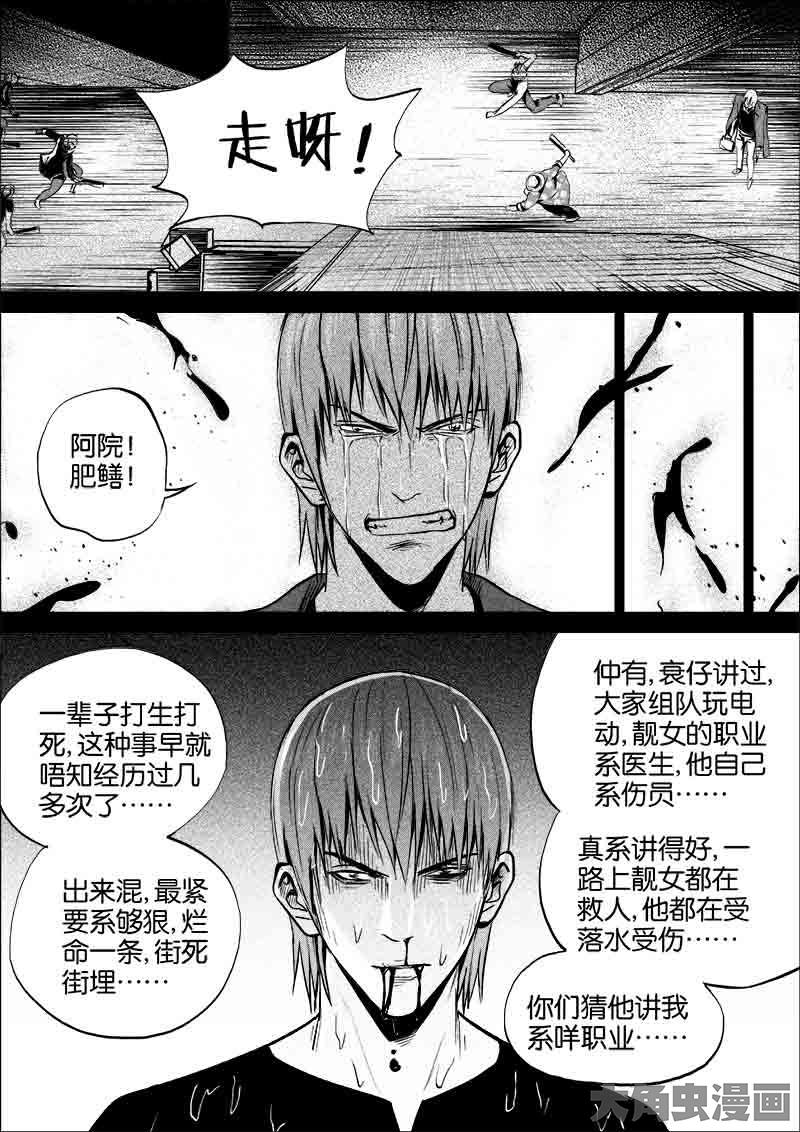 走呀！
阿院！
肥鳝！
一辈子打生打
死，这种事早就
唔知经历过几
多次了……
出来混，最紧
要系够狠，烂
命一条，街死
街埋……
仲有，衰仔讲过，
大家组队玩电
动，靓女的职业
系医生，他自己
系伤员……
真系讲得好，一
路上靓女都在
救人，他都在受
落水受伤……
你们猜他讲我
系咩职业……
大角虫漫画